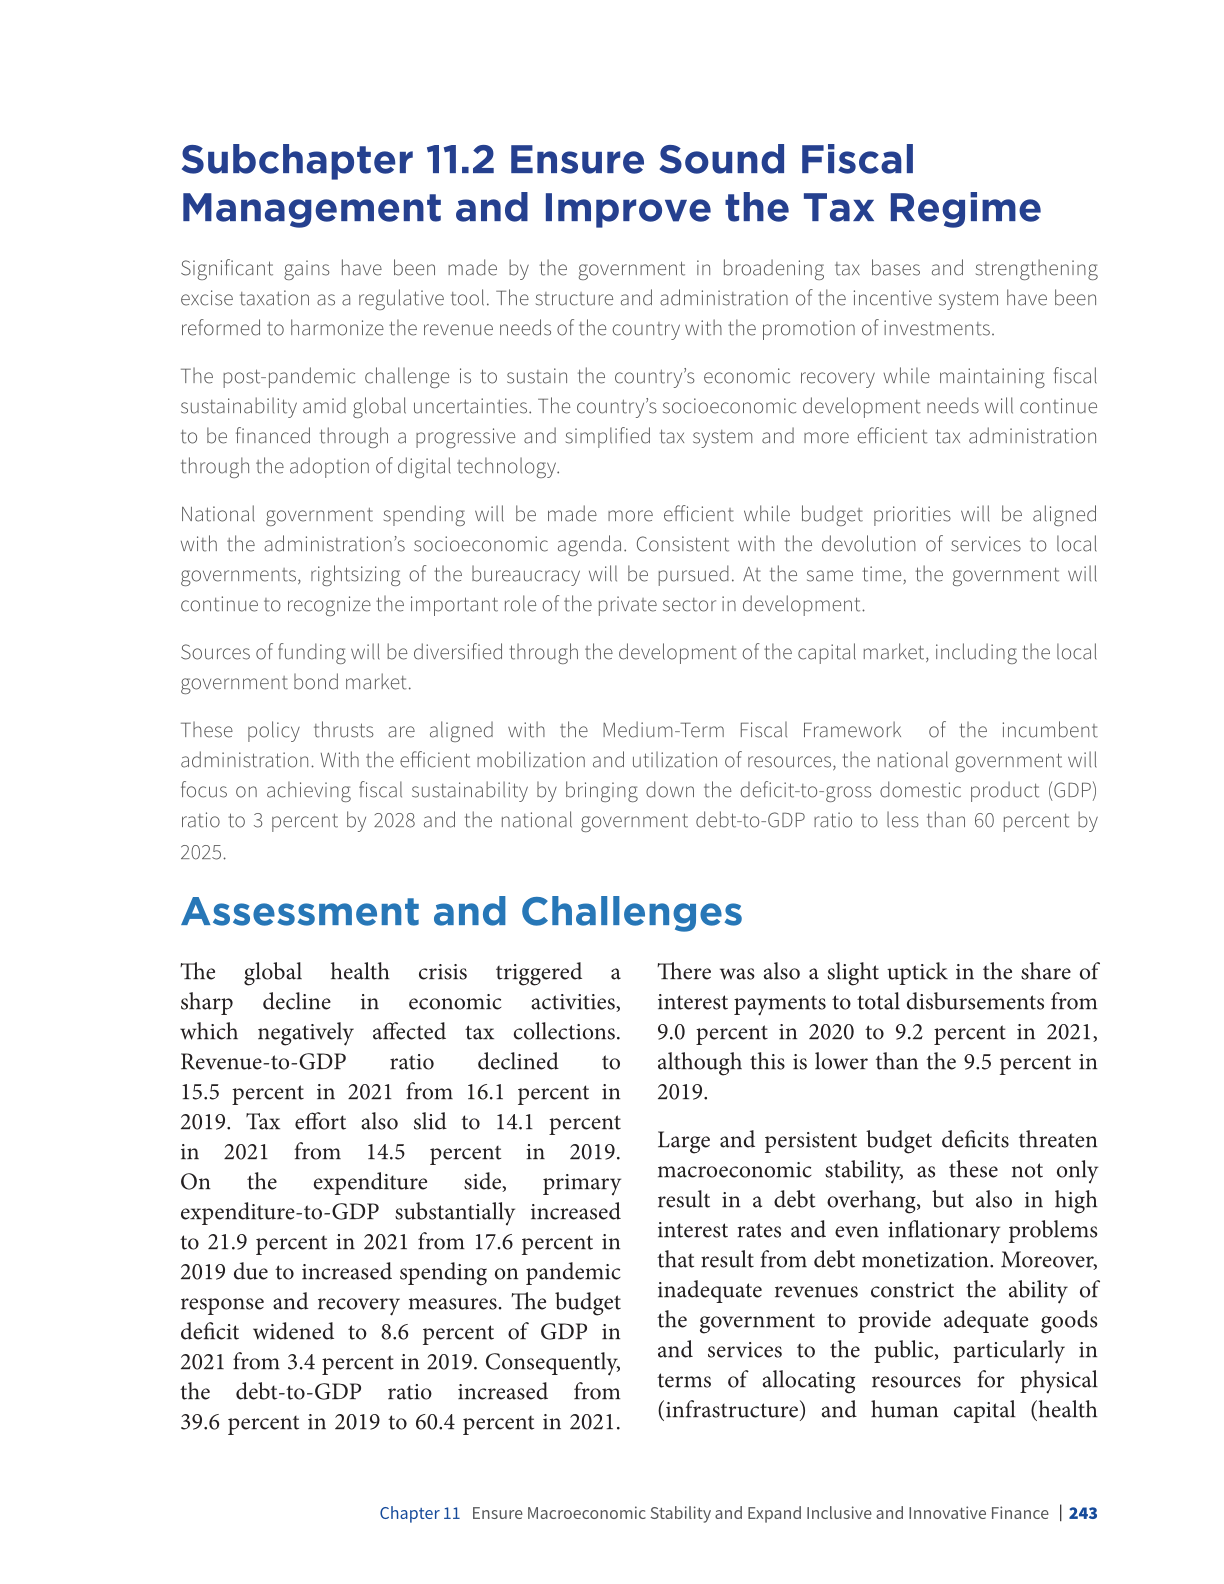 Subchapter 11.2 Ensure Sound Fiscal
Management and Improve the Tax Regime
Significant gains have been made by the government in broadening tax bases and strengthening
excise taxation as a regulative tool. The structure and administration of the incentive system have been
reformed to harmonize the revenue needs of the country with the promotion of investments.
The post-pandemic challenge is to sustain the country’s economic recovery while maintaining fiscal
sustainability amid global uncertainties. The country’s socioeconomic development needs will continue
to be financed through a progressive and simplified tax system and more efficient tax administration
through the adoption of digital technology.
National government spending will be made more efficient while budget priorities will be aligned
with the administration’s socioeconomic agenda. Consistent with the devolution of services to local
governments, rightsizing of the bureaucracy will be pursued. At the same time, the government will
continue to recognize the important role of the private sector in development.
Sources of funding will be diversified through the development of the capital market, including the local
government bond market.
These policy thrusts are aligned with the Medium-Term Fiscal Framework of the incumbent
administration. With the efficient mobilization and utilization of resources, the national government will
focus on achieving fiscal sustainability by bringing down the deficit-to-gross domestic product (GDP)
ratio to 3 percent by 2028 and the national government debt-to-GDP ratio to less than 60 percent by
2025.
Assessment and Challenges
The global health crisis triggered a
sharp decline in economic activities,
which negatively affected tax collections.
Revenue-to-GDP ratio declined to
15.5 percent in 2021 from 16.1 percent in
2019. Tax effort also slid to 14.1 percent
in 2021 from 14.5 percent in 2019.
On the expenditure side, primary
expenditure-to-GDP substantially increased
to 21.9 percent in 2021 from 17.6 percent in
2019 due to increased spending on pandemic
response and recovery measures. The budget
deficit widened to 8.6 percent of GDP in
2021 from 3.4 percent in 2019. Consequently,
the debt-to-GDP ratio increased from
39.6 percent in 2019 to 60.4 percent in 2021.
There was also a slight uptick in the share of
interest payments to total disbursements from
9.0 percent in 2020 to 9.2 percent in 2021,
although this is lower than the 9.5 percent in
2019.
Large and persistent budget deficits threaten
macroeconomic stability, as these not only
result in a debt overhang, but also in high
interest rates and even inflationary problems
that result from debt monetization. Moreover,
inadequate revenues constrict the ability of
the government to provide adequate goods
and services to the public, particularly in
terms of allocating resources for physical
(infrastructure) and human capital (health
Chapter 11 Ensure Macroeconomic Stability and Expand Inclusive and Innovative Finance | 243